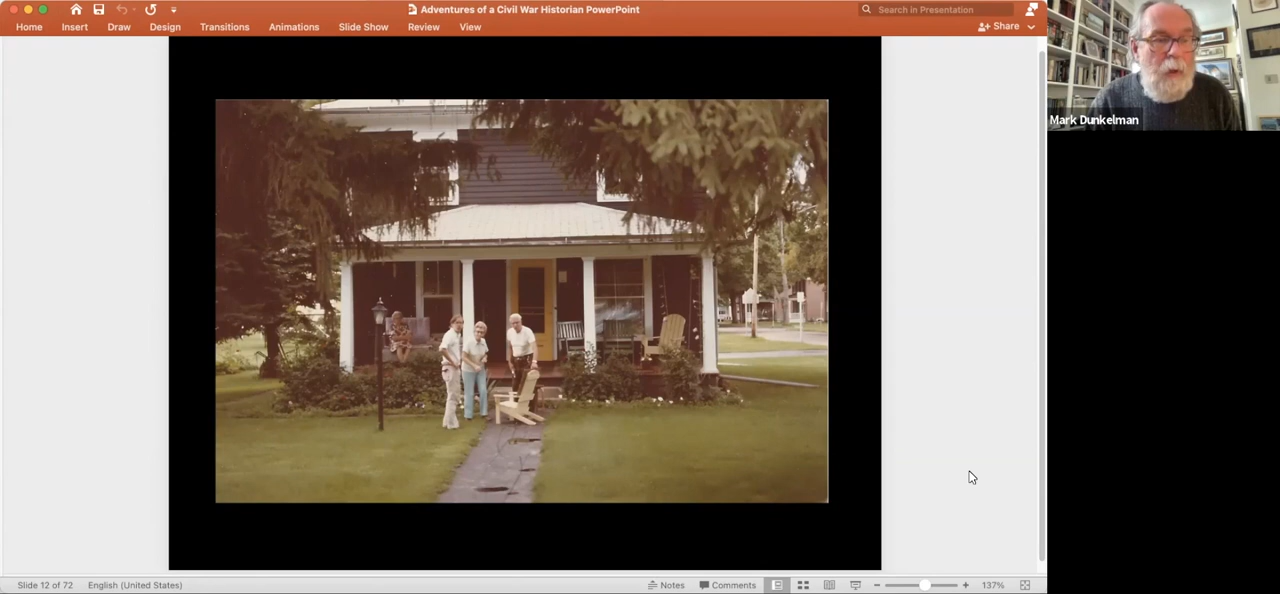 Adventures of a Civil War Historian PowerPoint
Search in Presentation
Home Insert Draw Design Transitions Animations Slide Show Review View
Share
Mark Dunkelman
Slide 12 of 72 English (United States) Notes Comments 137%